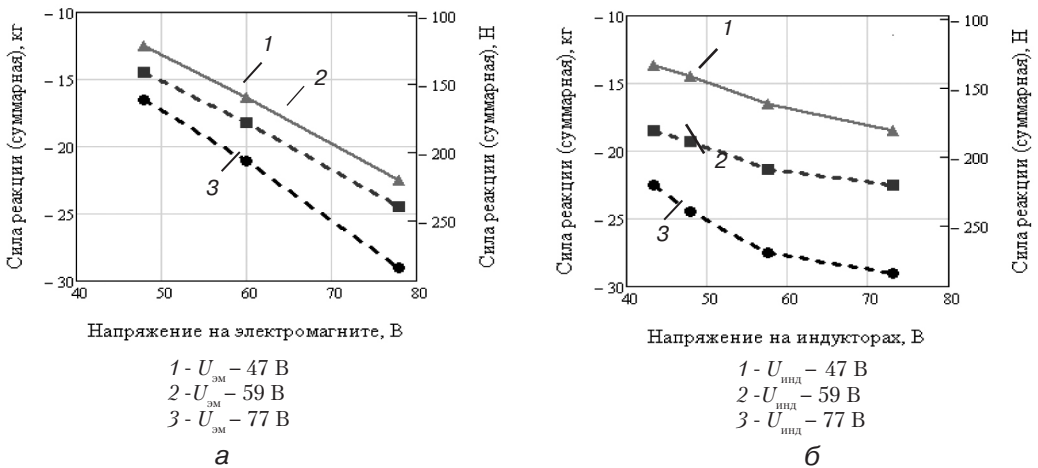 Сила реакции (суммарная), кг
– 10
– 15
– 20
– 25
– 30
40
50
60
70
80
– 100
– 150
– 200
– 250
Сила реакции (суммарная), Н
1
2
3
Напряжение на электромагните, В
1 - Uэм – 47 В
2 -Uэм – 59 В
3 - Uэм – 77 В
а
Сила реакции (суммарная), кг
– 10
– 15
– 20
– 25
– 30
40
50
60
70
80
– 100
– 150
– 200
– 250
Сила реакции (суммарная), Н
1
2
3
Напряжение на индукторах, В
1 - Uинд – 47 В
2 -Uинд – 59 В
3 - Uинд – 77 В
б